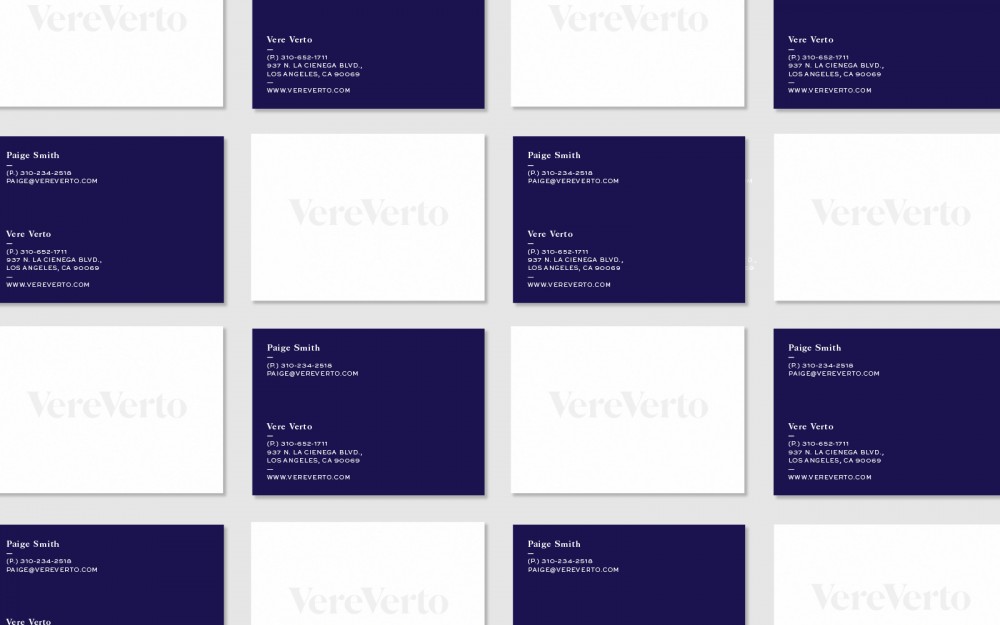 VereVerto
Vere Verto
(P.) 310-652-1711
937 N. LA CIENEGA BLVD.,
LOS ANGELES, CA 90069
WWW.VEREVERTO.COM
VereVerto
Vere Verto
(P.) 310-652-1711
937 N. LA CIENEGA BLVD.,
LOS ANGELES, CA 90069
WWW.VEREVERTO.COM
Paige Smith
(P.) 310-234-2518
PAIGE@VEREVERTO.COM
Vere Verto
(P.) 310-652-1711
937 N. LA CIENEGA BLVD.,
LOS ANGELES, CA 90069
WWW.VEREVERTO.COM
VereVerto
Paige Smith
(P.) 310-234-2518
PAIGE@VEREVERTO.COM
Vere Verto
(P.) 310-652-1711
937 N. LA CIENEGA BLVD.,
LOS ANGELES, CA 90069
WWW.VEREVERTO.COM
VereVerto
VereVerto
Paige Smith
(P.) 310-234-2518
PAIGE@VEREVERTO.COM
Vere Verto
(P.) 310-652-1711
937 N. LA CIENEGA BLVD.,
LOS ANGELES, CA 90069
WWW.VEREVERTO.COM
VereVerto
Paige Smith
(P.) 310-234-2518
PAIGE@VEREVERTO.COM
Vere Verto
(P.) 310-652-1711
937 N. LA CIENEGA BLVD.,
LOS ANGELES, CA 90069
WWW.VEREVERTO.COM
Paige Smith
(P.) 310-234-2518
PAIGE@VEREVERTO.COM
Vere Verto
VereVerto
Paige Smith
(P.) 310-234-2518
PAIGE@VEREVERTO.COM
VereVerto